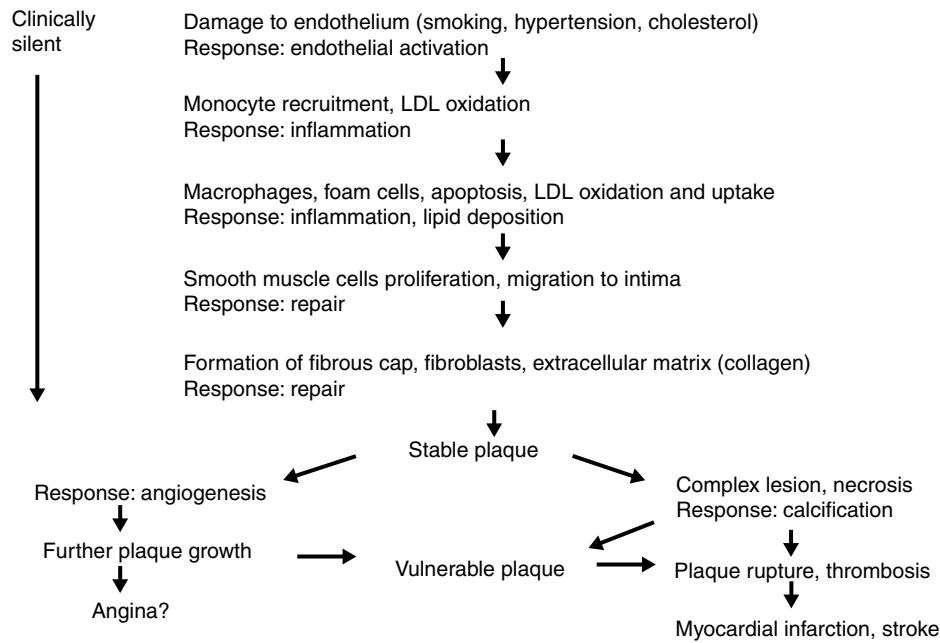 Clinically
silent
Damage to endothelium (smoking, hypertension, cholesterol)
Response: endothelial activation
Monocyte recruitment, LDL oxidation
Response: inflammation
Macrophages, foam cells, apoptosis, LDL oxidation and uptake
Response: inflammation, lipid deposition
Smooth muscle cells proliferation, migration to intima
Response: repair
Formation of fibrous cap, fibroblasts, extracellular matrix (collagen)
Response: repair
Stable plaque
Response: angiogenesis
Complex lesion, necrosis
Response: calcification
Further plaque growth
Vulnerable plaque
Plaque rupture, thrombosis
Angina?
Myocardial infarction, stroke